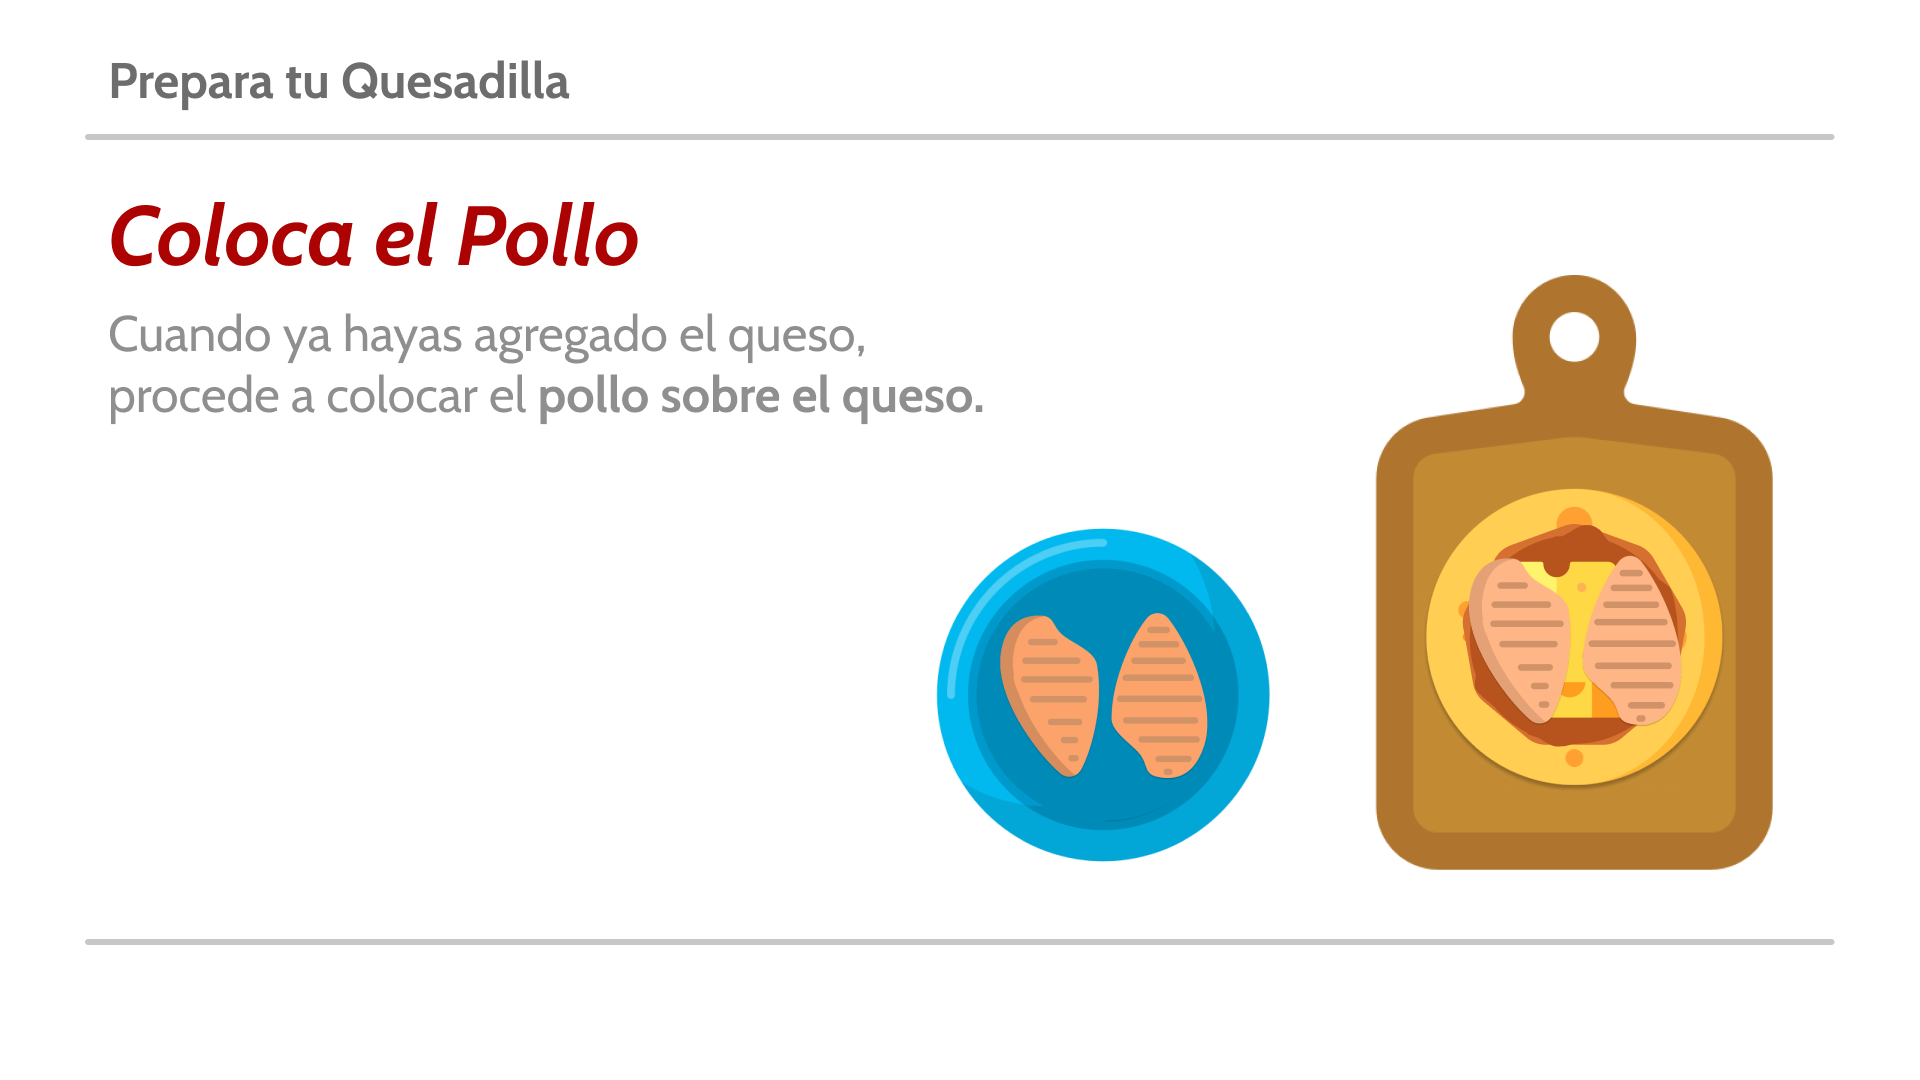 Prepara tu Quesadilla
Coloca el Pollo
Cuando ya hayas agregado el queso,
procede a colocar el pollo sobre el queso.